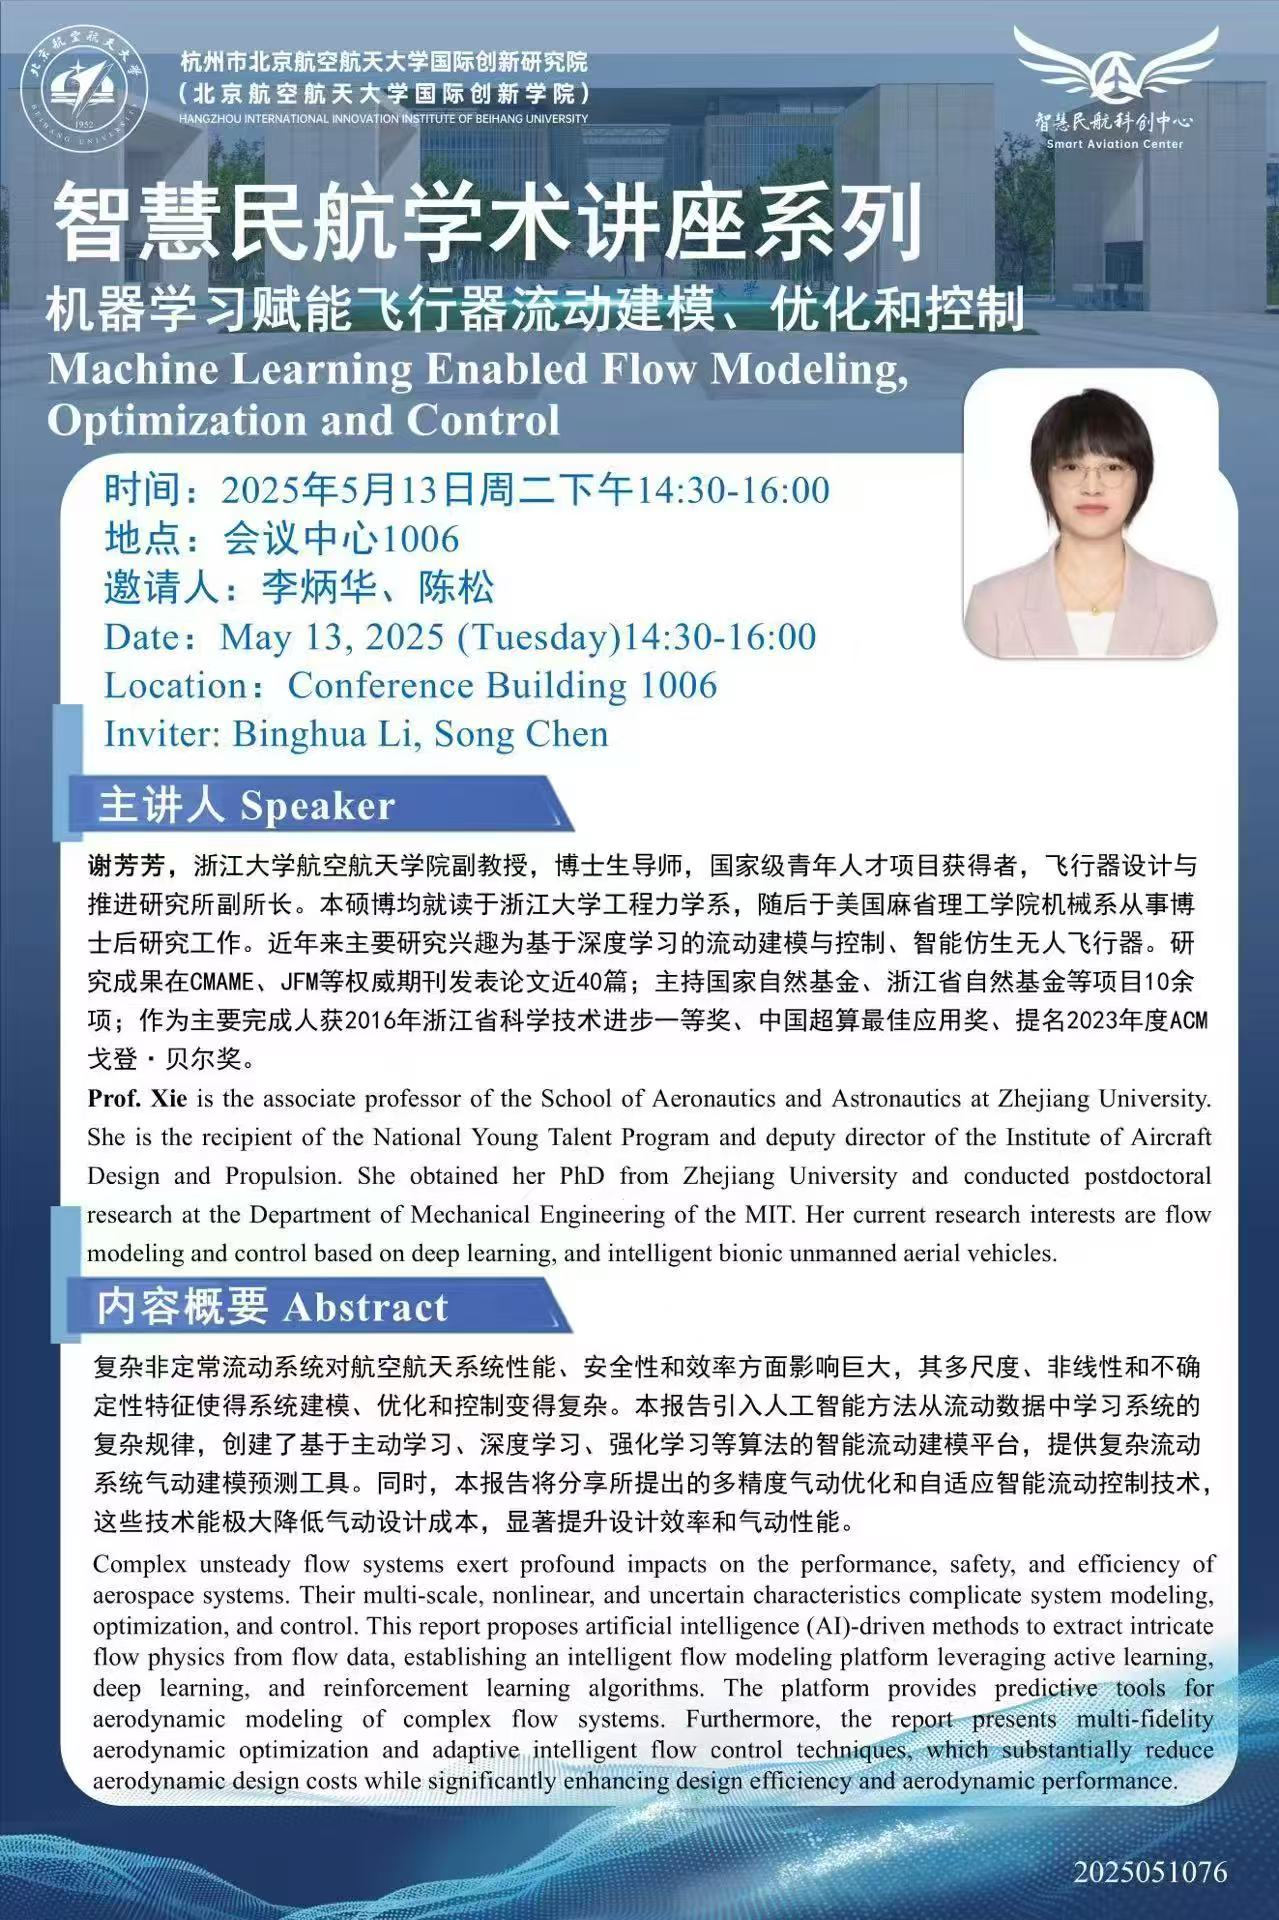 北京航空航天大学
BEIHANG UNIVERSITY
1952
杭州市北京航空航天大学国际创新研究院
（北京航空航天大学国际创新学院）
HANGZHOU INTERNATIONAL INNOVATION INSTITUTE OF BEIHANG UNIVERSITY
智慧民航科创中心
Smart Aviation Center
智慧民航学术讲座系列
机器学习赋能飞行器流动建模、优化和控制
Machine Learning Enabled Flow Modeling,
Optimization and Control
时间：2025年5月13日周二下午14:30-16:00
地点：会议中心1006
邀请人：李炳华、陈松
Date：May 13, 2025 (Tuesday)14:30-16:00
Location：Conference Building 1006
Inviter: Binghua Li, Song Chen
主讲人 Speaker
谢芳芳，浙江大学航空航天学院副教授，博士生导师，国家级青年人才项目获得者，飞行器设计与
推进研究所副所长。本硕博均就读于浙江大学工程力学系，随后于美国麻省理工学院机械系从事博
士后研究工作。近年来主要研究兴趣为基于深度学习的流动建模与控制、智能仿生无人飞行器。研
究成果在CMAME、JFM等权威期刊发表论文近40篇；主持国家自然基金、浙江省自然基金等项目10余
项；作为主要完成人获2016年浙江省科学技术进步一等奖、中国超算最佳应用奖、提名2023年度ACM
戈登·贝尔奖。
Prof. Xie is the associate professor of the School of Aeronautics and Astronautics at Zhejiang University.
She is the recipient of the National Young Talent Program and deputy director of the Institute of Aircraft
Design and Propulsion. She obtained her PhD from Zhejiang University and conducted postdoctoral
research at the Department of Mechanical Engineering of the MIT. Her current research interests are flow
modeling and control based on deep learning, and intelligent bionic unmanned aerial vehicles.
内容概要 Abstract
复杂非定常流动系统对航空航天系统性能、安全性和效率方面影响巨大，其多尺度、非线性和不确
定性特征使得系统建模、优化和控制变得复杂。本报告引入人工智能方法从流动数据中学习系统的
复杂规律，创建了基于主动学习、深度学习、强化学习等算法的智能流动建模平台，提供复杂流动
系统气动建模预测工具。同时，本报告将分享所提出的多精度气动优化和自适应智能流动控制技术，
这些技术能极大降低气动设计成本，显著提升设计效率和气动性能。
Complex unsteady flow systems exert profound impacts on the performance, safety, and efficiency of
aerospace systems. Their multi-scale, nonlinear, and uncertain characteristics complicate system modeling,
optimization, and control. This report proposes artificial intelligence (AI)-driven methods to extract intricate
flow physics from flow data, establishing an intelligent flow modeling platform leveraging active learning,
deep learning, and reinforcement learning algorithms. The platform provides predictive tools for
aerodynamic modeling of complex flow systems. Furthermore, the report presents multi-fidelity
aerodynamic optimization and adaptive intelligent flow control techniques, which substantially reduce
aerodynamic design costs while significantly enhancing design efficiency and aerodynamic performance.
2025051076